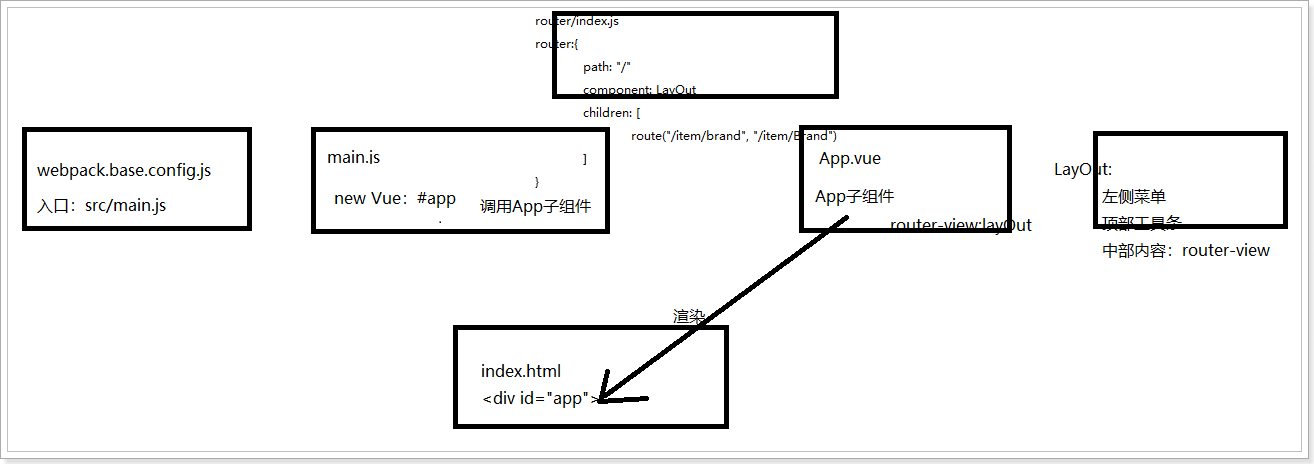 router/index.js
router:{
path: "/"
component: LayOut
children: [
route("/item/brand", "/item/Brand")
]
}
webpack.base.config.js
入口：src/main.js
main.js
new Vue：#app
调用App子组件
App.vue
App子组件
router-view:layOut
LayOut:
左侧菜单
顶部工具条
中部内容：router-view
渲染
index.html
<div id="app">